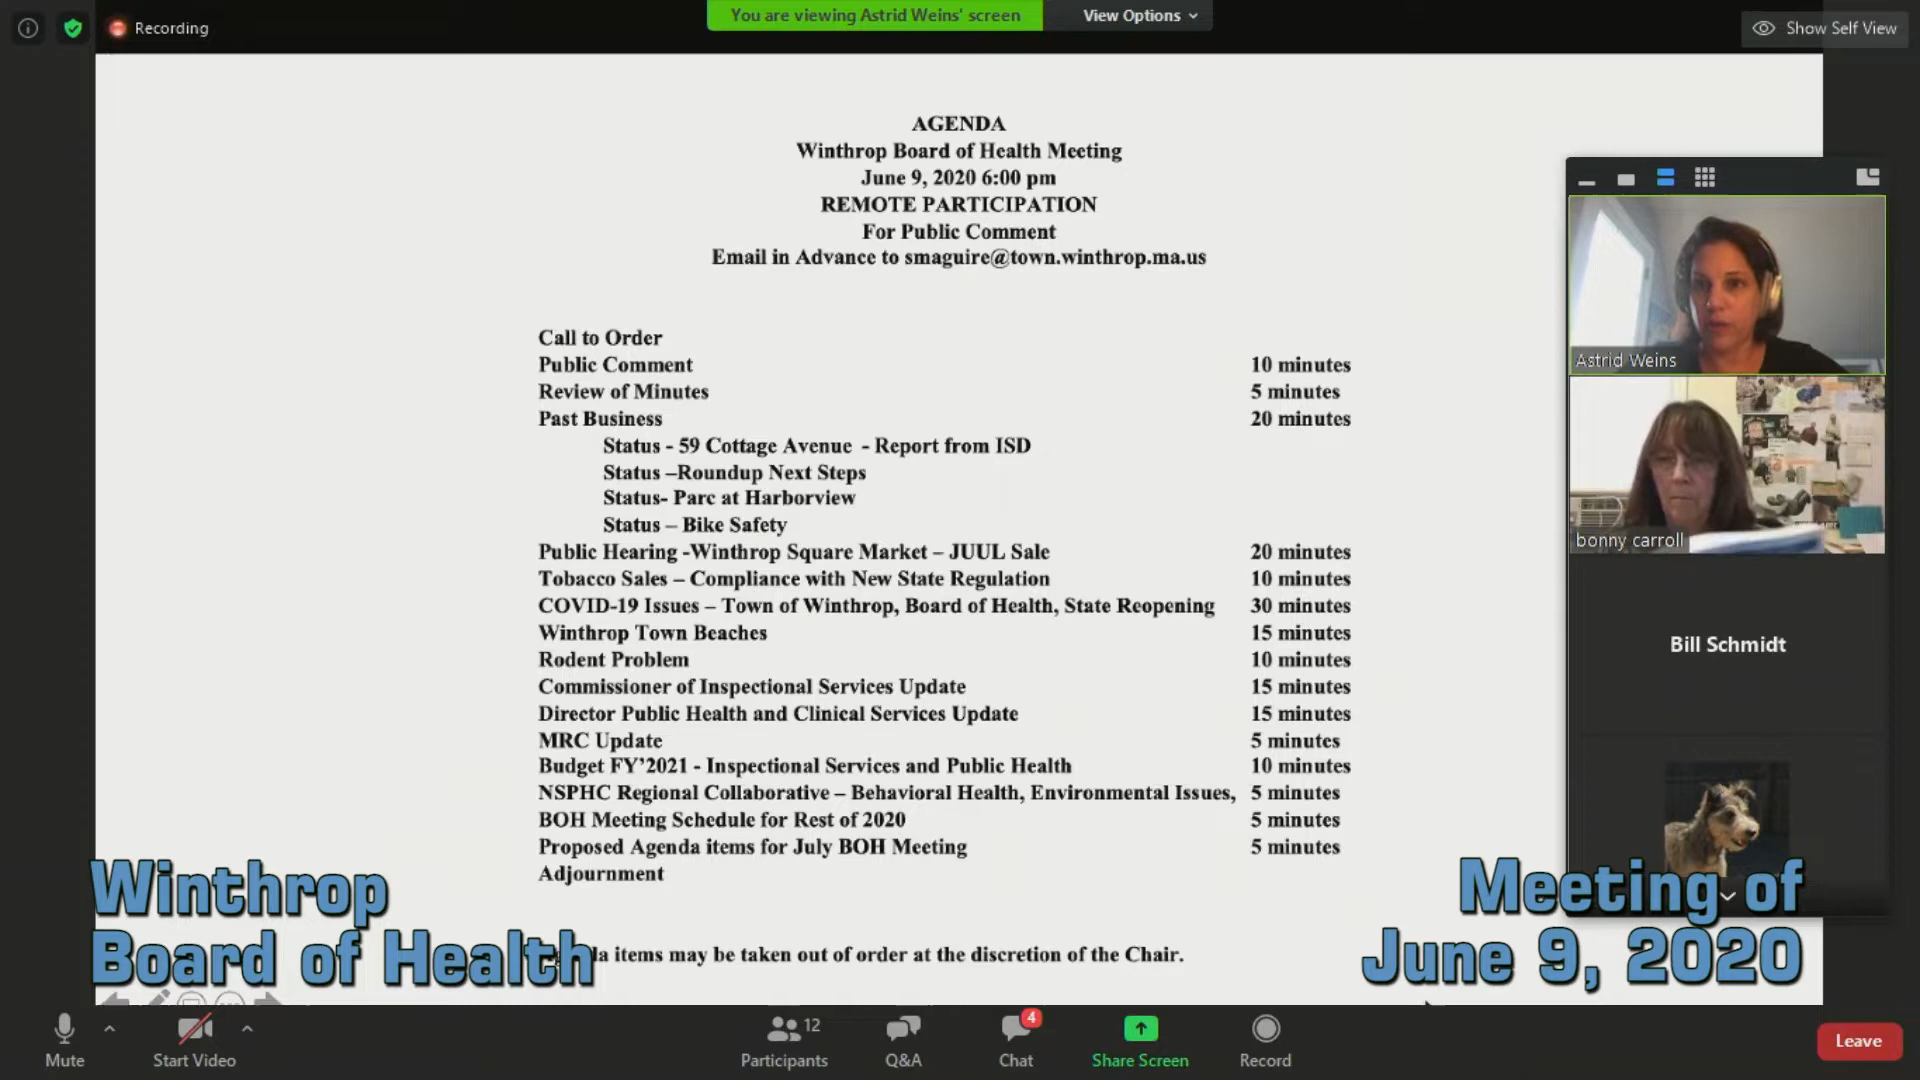 Recording
You are viewing Astrid Weins' screen
View Options
Show Self View
AGENDA
Winthrop Board of Health Meeting
June 9, 2020 6:00 pm
REMOTE PARTICIPATION
For Public Comment
Email in Advance to smaguire@town.winthrop.ma.us
Call to Order
Public Comment 10 minutes
Review of Minutes 5 minutes
Past Business 20 minutes
Status - 59 Cottage Avenue - Report from ISD
Status –Roundup Next Steps
Status- Parc at Harborview
Status – Bike Safety
Public Hearing -Winthrop Square Market – JUUL Sale 20 minutes
Tobacco Sales – Compliance with New State Regulation 10 minutes
COVID-19 Issues – Town of Winthrop, Board of Health, State Reopening 30 minutes
Winthrop Town Beaches 15 minutes
Rodent Problem 10 minutes
Commissioner of Inspectional Services Update 15 minutes
Director Public Health and Clinical Services Update 15 minutes
MRC Update 5 minutes
Budget FY'2021 - Inspectional Services and Public Health 10 minutes
NSPHC Regional Collaborative – Behavioral Health, Environmental Issues, 5 minutes
BOH Meeting Schedule for Rest of 2020 5 minutes
Proposed Agenda items for July BOH Meeting 5 minutes
Adjournment
items may be taken out of order at the discretion of the Chair.
Astrid Weins
bonny carroll
Bill Schmidt
Winthrop
Board of Health
Meeting of
June 9, 2020
Mute
Start Video
12
Participants
Q&A
4
Chat
Share Screen
Record
Leave